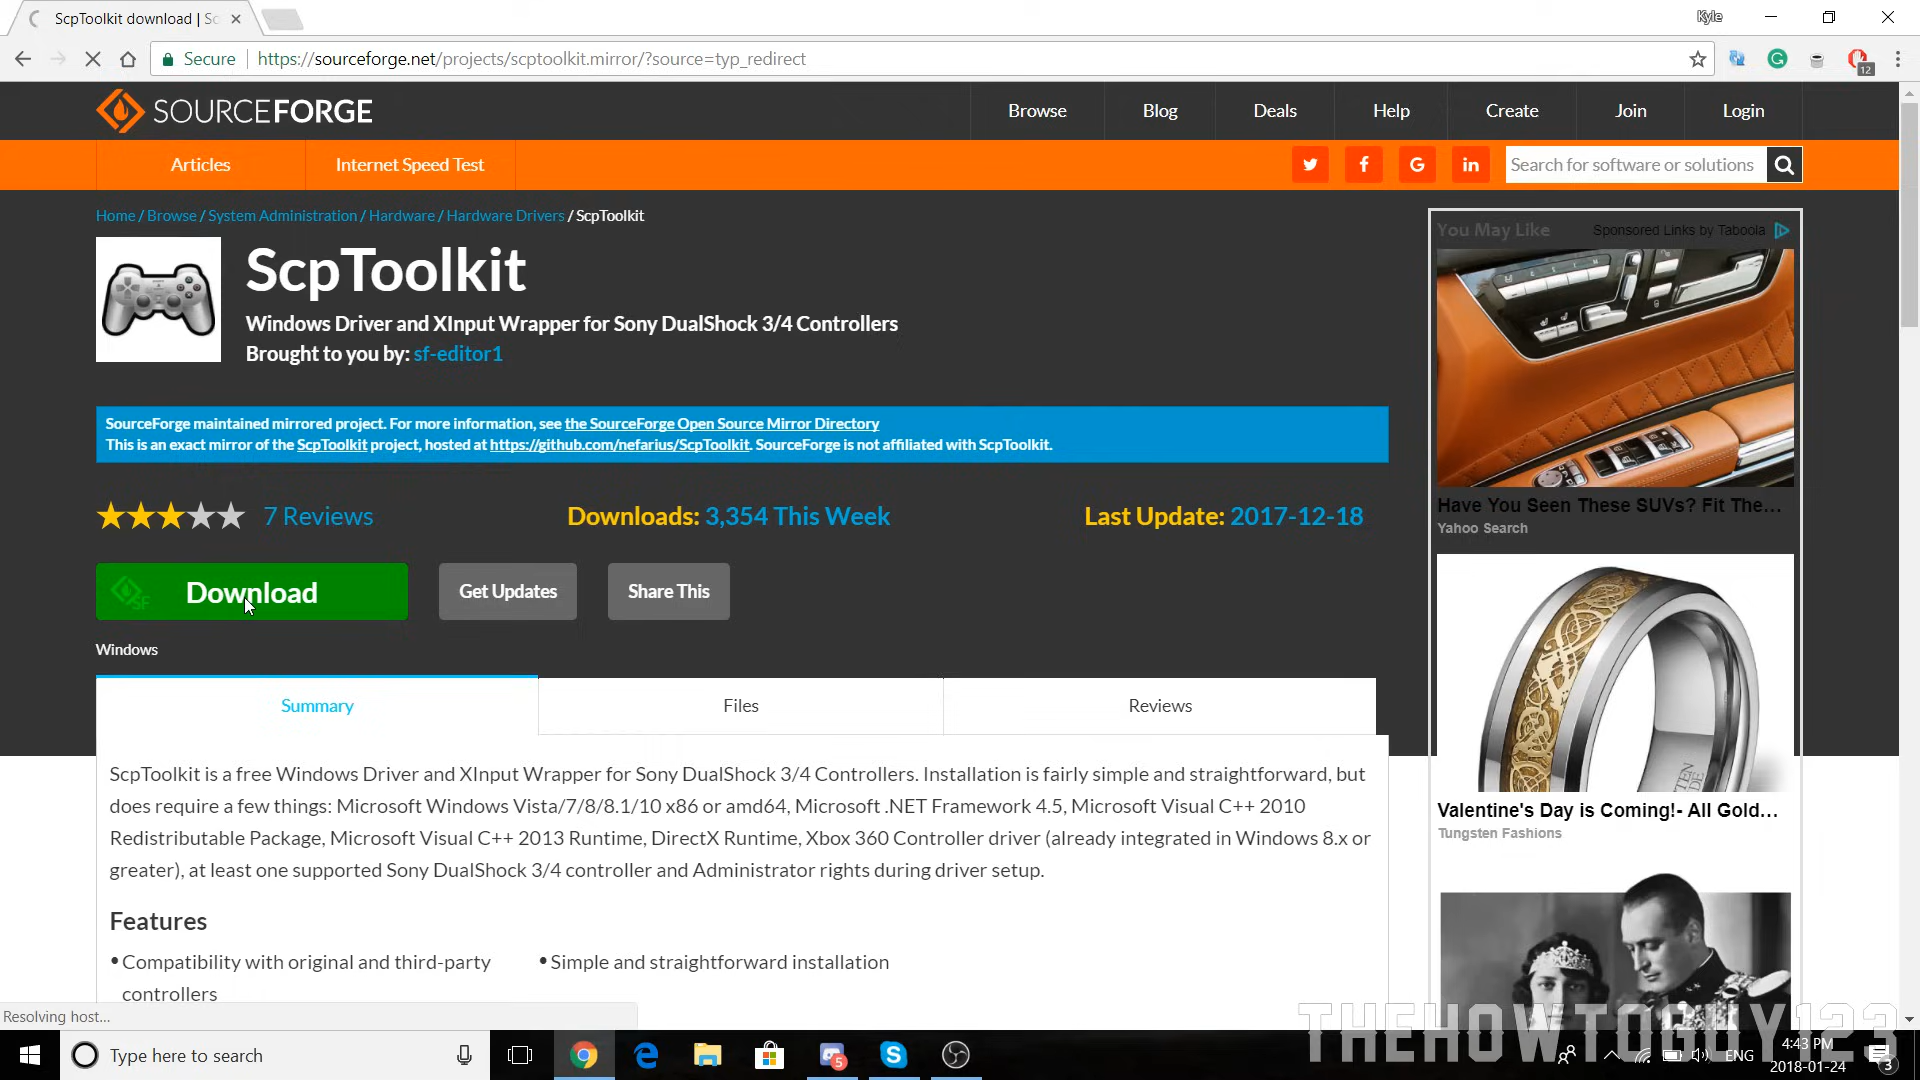 ScpToolkit download | Sc
Kyle
Secure
https://sourceforge.net/projects/scptoolkit.mirror/?source=typ_redirect
12
SOURCEFORGE
Browse
Blog
Deals
Help
Create
Join
Login
Articles
Internet Speed Test
Search for software or solutions
Home / Browse / System Administration / Hardware / Hardware Drivers / ScpToolkit
ScpToolkit
Windows Driver and XInput Wrapper for Sony DualShock 3/4 Controllers
Brought to you by: sf-editor1
SourceForge maintained mirrored project. For more information, see the SourceForge Open Source Mirror Directory
This is an exact mirror of the ScpToolkit project, hosted at https://github.com/nefarius/ScpToolkit. SourceForge is not affiliated with ScpToolkit.
7 Reviews
Downloads: 3,354 This Week
Last Update: 2017-12-18
SF
Download
Get Updates
Share This
Windows
Summary
Files
Reviews
ScpToolkit is a free Windows Driver and XInput Wrapper for Sony DualShock 3/4 Controllers. Installation is fairly simple and straightforward, but
does require a few things: Microsoft Windows Vista/7/8/8.1/10 x86 or amd64, Microsoft .NET Framework 4.5, Microsoft Visual C++ 2010
Redistributable Package, Microsoft Visual C++ 2013 Runtime, DirectX Runtime, Xbox 360 Controller driver (already integrated in Windows 8.x or
greater), at least one supported Sony DualShock 3/4 controller and Administrator rights during driver setup.
Features
•Compatibility with original and third-party
controllers
•Simple and straightforward installation
You May Like
Sponsored Links by Taboola
Have You Seen These SUVs? Fit The...
Yahoo Search
Valentine's Day is Coming!- All Gold...
Tungsten Fashions
Resolving host...
THEHOWTOGUY123
Type here to search
5
ENG
4:43 PM
2018-01-24
3